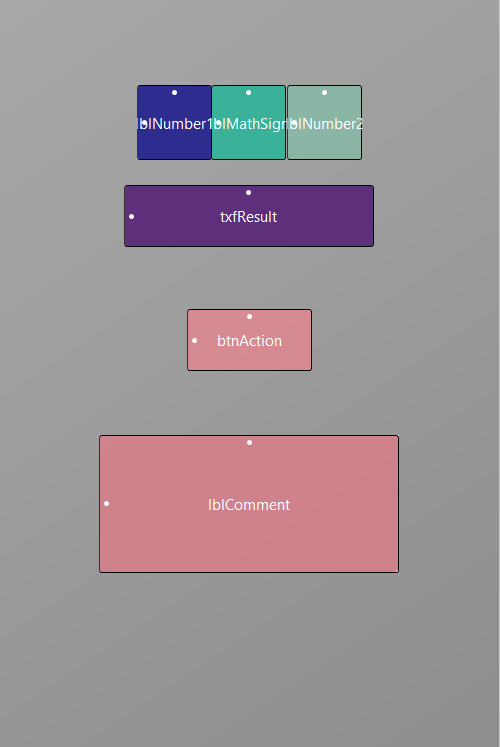 lblNumber1 lblMathSign lblNumber2
txfResult
btnAction
lblComment